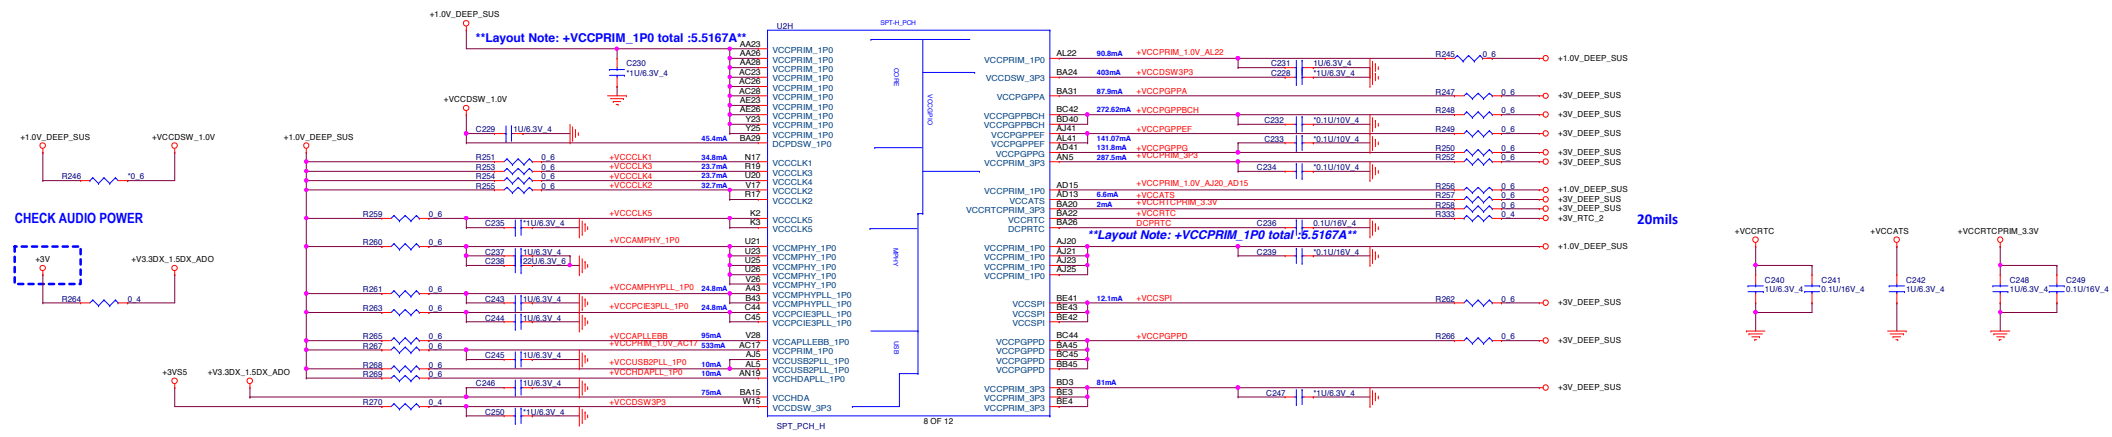 +1.0V_DEEP_SUS
**Layout Note: +VCCPRIM_1P0 total :5.5167A**
C230
*1U/6.3V_4
+VCCDSW_1.0V
C229 1U/6.3V_4
+1.0V_DEEP_SUS +VCCDSW_1.0V
R246 *0_6
CHECK AUDIO POWER
+3V
+V3.3DX_1.5DX_ADO
R264 0_4
+1.0V_DEEP_SUS
R251 0_6 +VCCCLK1 34.8mA
R253 0_6 +VCCCLK3 23.7mA
R254 0_6 +VCCCLK4 23.7mA
R255 0_6 +VCCCLK2 32.7mA
R259 0_6 +VCCCLK5
C235 *1U/6.3V_4
R260 0_6 +VCCAMPHY_1P0
C237 *1U/6.3V_4
C238 22U/6.3V_6
R261 0_6 +VCCAMPHYPLL_1P0 24.8mA
C243 *1U/6.3V_4
R263 0_6 +VCCPCIE3PLL_1P0 24.8mA
C244 *1U/6.3V_4
R265 0_6 +VCCAPLLEBB 95mA
R267 0_6 +VCCPRIM_1.0V_AC17 533mA
C245 *1U/6.3V_4
R268 0_6 +VCCUSB2PLL_1P0 10mA
R269 0_6 +VCCHDAPLL_1P0 10mA
+3VS5 +V3.3DX_1.5DX_ADO
C246 *1U/6.3V_4
75mA
R270 0_4 +VCCDSW3P3
C250 *1U/6.3V_4
U2H
SPT-H_PCH
AA23 VCCPRIM_1P0
AA26 VCCPRIM_1P0
AA28 VCCPRIM_1P0
AC23 VCCPRIM_1P0
AC26 VCCPRIM_1P0
AC28 VCCPRIM_1P0
AE23 VCCPRIM_1P0
AE26 VCCPRIM_1P0
Y23 VCCPRIM_1P0
Y25 VCCPRIM_1P0
45.4mA BA29 DCPDSW_1P0
N17 VCCCLK1
R19 VCCCLK3
U20 VCCCLK4
V17 VCCCLK2
R17 VCCCLK2
K2 VCCCLK5
K3 VCCCLK5
U21 VCCMPHY_1P0
U23 VCCMPHY_1P0
U25 VCCMPHY_1P0
U26 VCCMPHY_1P0
V26 VCCMPHY_1P0
A43 VCCMPHYPLL_1P0
B43 VCCMPHYPLL_1P0
C44 VCCPCIE3PLL_1P0
C45 VCCPCIE3PLL_1P0
V28 VCCAPLLEBB_1P0
AC17 VCCPRIM_1P0
AJ5 VCCUSB2PLL_1P0
AL5 VCCUSB2PLL_1P0
AN19 VCCHDAPLL_1P0
BA15 VCCHDA
W15 VCCDSW_3P3
SPT_PCH_H
8 OF 12
CORE
VCCGPIO
MPHY
USB
VCCPRIM_1P0 AL22 90.8mA +VCCPRIM_1.0V_AL22 R245 0_6 +1.0V_DEEP_SUS
C231 1U/6.3V_4
VCCDSW_3P3 BA24 403mA +VCCDSW3P3 C228 *1U/6.3V_4
VCCPGPPA BA31 87.9mA +VCCPGPPA R247 0_6 +3V_DEEP_SUS
VCCPGPPBCH BC42 272.62mA +VCCPGPPBCH R248 0_6 +3V_DEEP_SUS
VCCPGPPBCH BD40 C232 *0.1U/10V_4
VCCPGPPEF AJ41 +VCCPGPPEF R249 0_6 +3V_DEEP_SUS
VCCPGPPEF AL41 141.07mA C233 *0.1U/10V_4
VCCPGPPG AD41 131.8mA +VCCPGPPG R250 0_6 +3V_DEEP_SUS
VCCPRIM_3P3 AN5 287.5mA +VCCPRIM_3P3 R252 0_6 +3V_DEEP_SUS
C234 *0.1U/10V_4
VCCPRIM_1P0 AD15 +VCCPRIM_1.0V_AJ20_AD15 R256 0_6 +1.0V_DEEP_SUS
VCCATS AD13 6.6mA +VCCATS R257 0_6 +3V_DEEP_SUS
VCCRTCPRIM_3P3 BA20 2mA +VCCRTCPRIM_3.3V R258 0_6 +3V_DEEP_SUS
VCCRTC BA22 +VCCRTC R333 0_4 +3V_RTC_2
DCPRTC BA26 DCPRTC C236 0.1U/16V_4
20mils
**Layout Note: +VCCPRIM_1P0 total :5.5167A**
VCCPRIM_1P0 AJ20 +1.0V_DEEP_SUS
VCCPRIM_1P0 AJ21 C239 *0.1U/16V_4
VCCPRIM_1P0 AJ23
VCCPRIM_1P0 AJ25
VCCSPI BE41 12.1mA +VCCSPI R262 0_6 +3V_DEEP_SUS
VCCSPI BE43
VCCSPI BE42
VCCPGPPD BC44 +VCCPGPPD R266 0_6 +3V_DEEP_SUS
VCCPGPPD BA45
VCCPGPPD BC45
VCCPGPPD BB45
VCCPRIM_3P3 BD3 81mA +3V_DEEP_SUS
VCCPRIM_3P3 BE3 C247 *1U/6.3V_4
VCCPRIM_3P3 BE4
+VCCRTC +VCCATS +VCCRTCPRIM_3.3V
C240 1U/6.3V_4
C241 0.1U/16V_4
C242 1U/6.3V_4
C248 1U/6.3V_4
C249 0.1U/16V_4